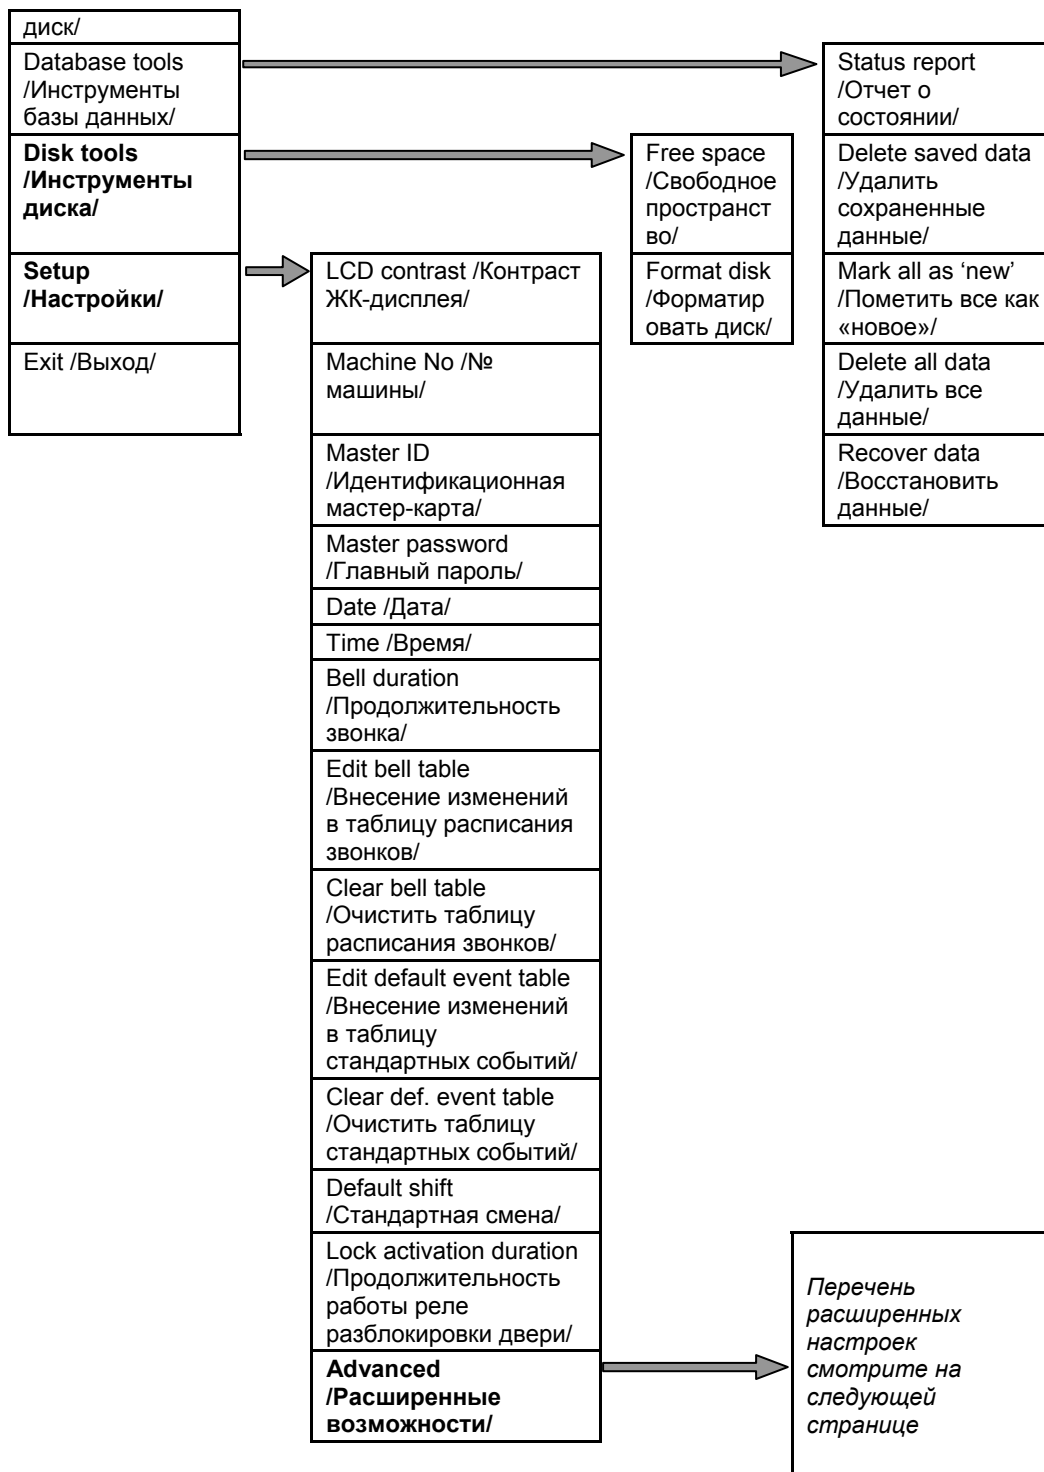 диск/
Database tools
/Инструменты
базы данных/
Disk tools
/Инструменты
диска/
Setup
/Настройки/
Exit /Выход/
LCD contrast /Контраст
ЖК-дисплея/
Machine No /№
машины/
Master ID
/Идентификационная
мастер-карта/
Master password
/Главный пароль/
Date /Дата/
Time /Время/
Bell duration
/Продолжительность
звонка/
Edit bell table
/Внесение изменений
в таблицу расписания
звонков/
Clear bell table
/Очистить таблицу
расписания звонков/
Edit default event table
/Внесение изменений
в таблицу
стандартных событий/
Clear def. event table
/Очистить таблицу
стандартных событий/
Default shift
/Стандартная смена/
Lock activation duration
/Продолжительность
работы реле
разблокировки двери/
Advanced
/Расширенные
возможности/
Free space
/Свободное
пространст
во/
Format disk
/Форматир
овать диск/
Status report
/Отчет о
состоянии/
Delete saved data
/Удалить
сохраненные
данные/
Mark all as ‘new’
/Пометить все как
«новое»/
Delete all data
/Удалить все
данные/
Recover data
/Восстановить
данные/
Перечень
расширенных
настроек
смотрите на
следующей
странице